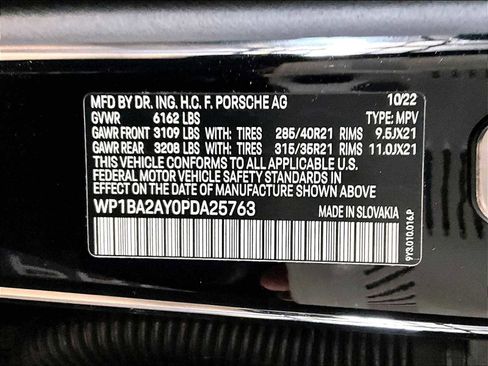 MFD BY DR. ING. H.C. F. PORSCHE AG 10/22
GVWR 6162 LBS TYPE: MPV
GAWR FRONT 3109 LBS WITH: TIRES 285/40R21 RIMS 9.5JX21
GAWR REAR 3208 LBS WITH: TIRES 315/35R21 RIMS 11.0JX21
THIS VEHICLE CONFORMS TO ALL APPLICABLE U.S.
FEDERAL MOTOR VEHICLE SAFETY STANDARDS IN
EFFECT ON THE DATE OF MANUFACTURE SHOWN ABOVE.
WP1BA2AY0PDA25763 MADE IN SLOVAKIA
9Y3.010.016.P